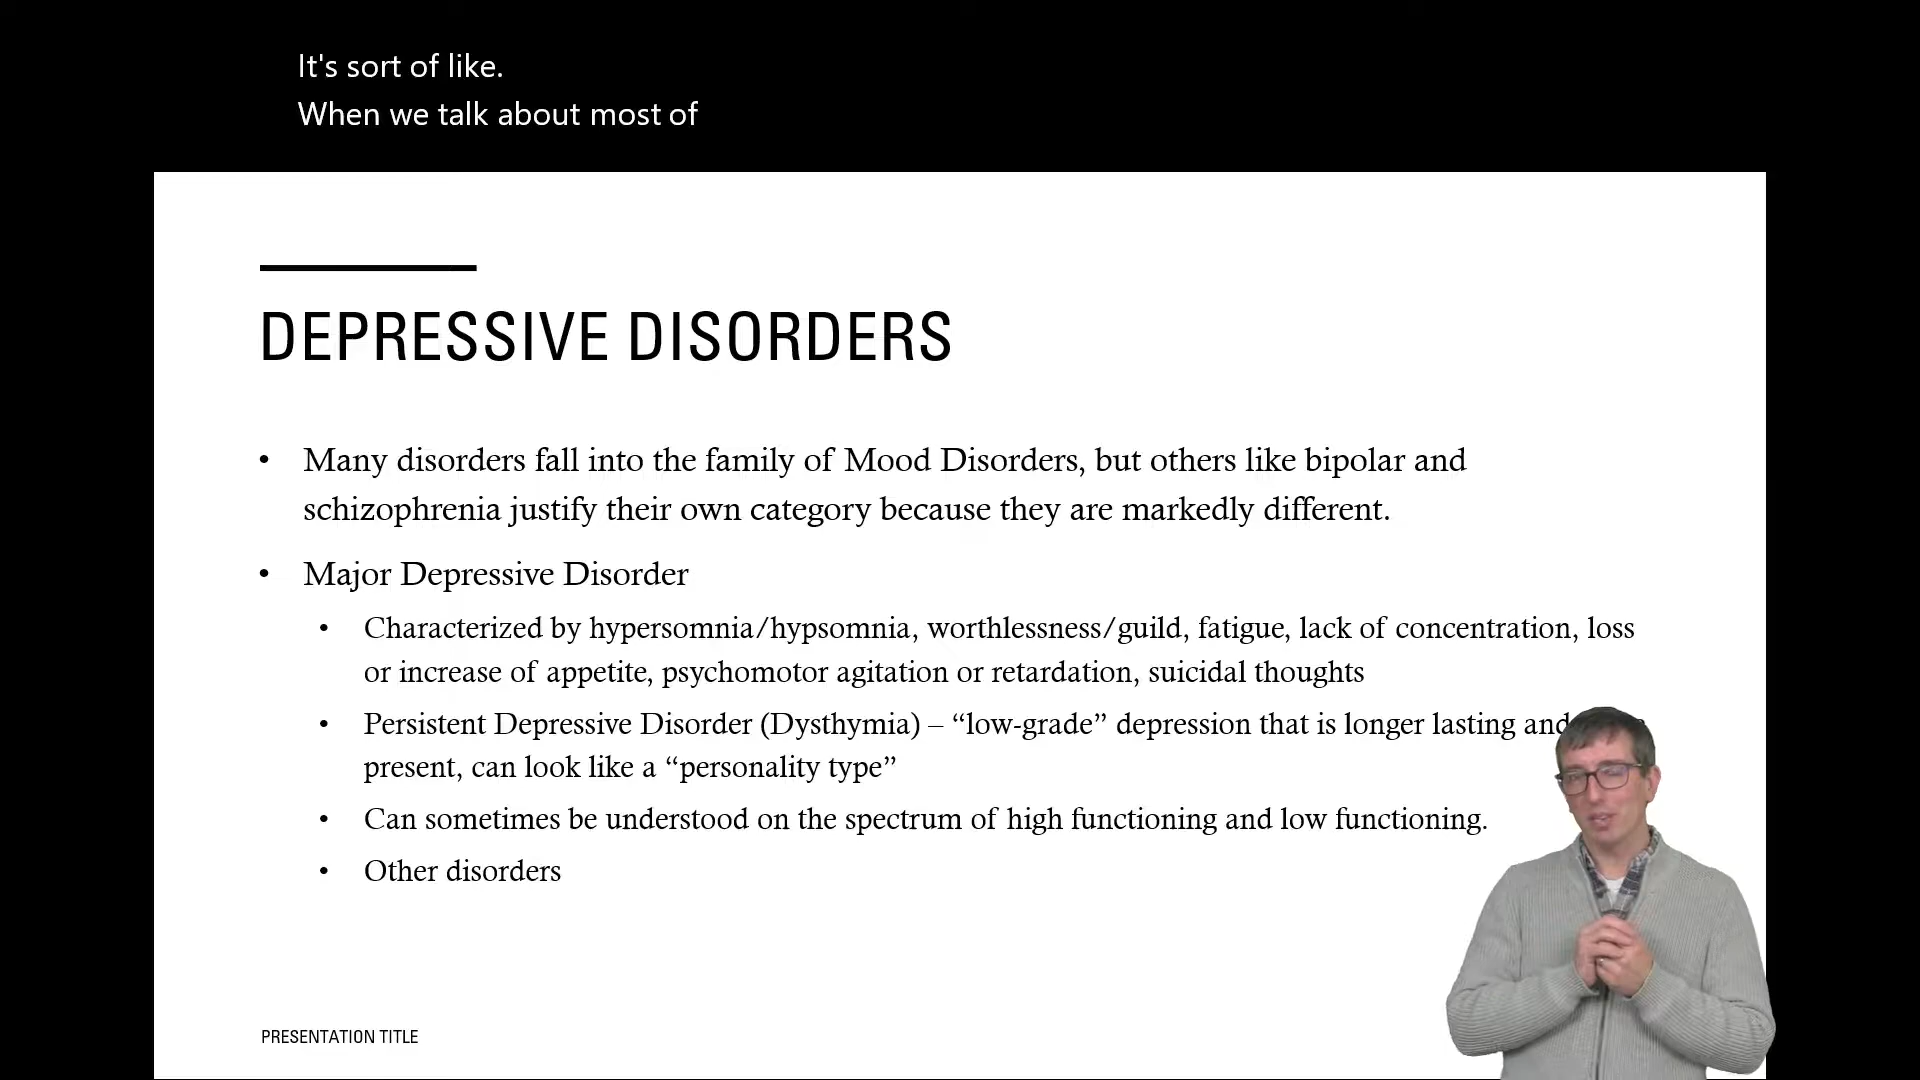 It's sort of like.
When we talk about most of
DEPRESSIVE DISORDERS
• Many disorders fall into the family of Mood Disorders, but others like bipolar and
schizophrenia justify their own category because they are markedly different.
• Major Depressive Disorder
• Characterized by hypersomnia/hypsomnia, worthlessness/guild, fatigue, lack of concentration, loss
or increase of appetite, psychomotor agitation or retardation, suicidal thoughts
• Persistent Depressive Disorder (Dysthymia) – “low-grade” depression that is longer lasting and
present, can look like a “personality type”
• Can sometimes be understood on the spectrum of high functioning and low functioning.
• Other disorders
PRESENTATION TITLE